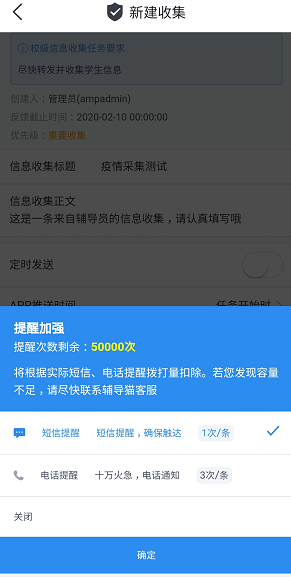 新建收集
校级信息收集任务要求
尽快转发并收集学生信息
创建人：管理员(ampadmin)
反馈截止时间：2020-02-10 00:00:00
优先级：重要收集
信息收集标题 疫情采集测试
信息收集正文
这是一条来自辅导员的信息收集，请认真填写哦
定时发送
APP推送时间 任务开始时
提醒加强
提醒次数剩余：50000次
将根据实际短信、电话提醒拨打量扣除。若您发现容量
不足，请尽快联系辅导猫客服
短信提醒 短信提醒，确保触达 1次/条
电话提醒 十万火急，电话通知 3次/条
关闭
确定